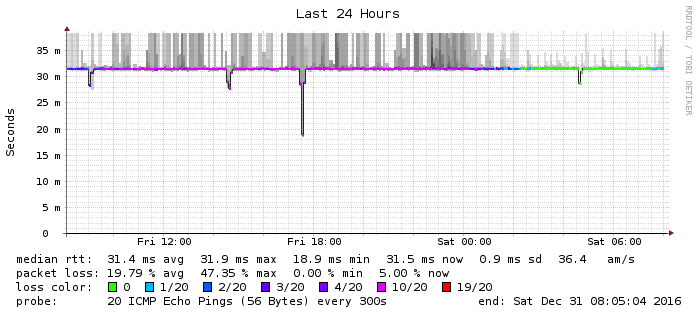 Last 24 Hours
RRDTOOL / TOBI OETIKER
Seconds
35 m
30 m
25 m
20 m
15 m
10 m
5 m
0
Fri 12:00 Fri 18:00 Sat 00:00 Sat 06:00
median rtt: 31.4 ms avg 31.9 ms max 18.9 ms min 31.5 ms now 0.9 ms sd 36.4 am/s
packet loss: 19.79 % avg 47.35 % max 0.00 % min 5.00 % now
loss color: 0 1/20 2/20 3/20 4/20 10/20 19/20
probe: 20 ICMP Echo Pings (56 Bytes) every 300s end: Sat Dec 31 08:05:04 2016